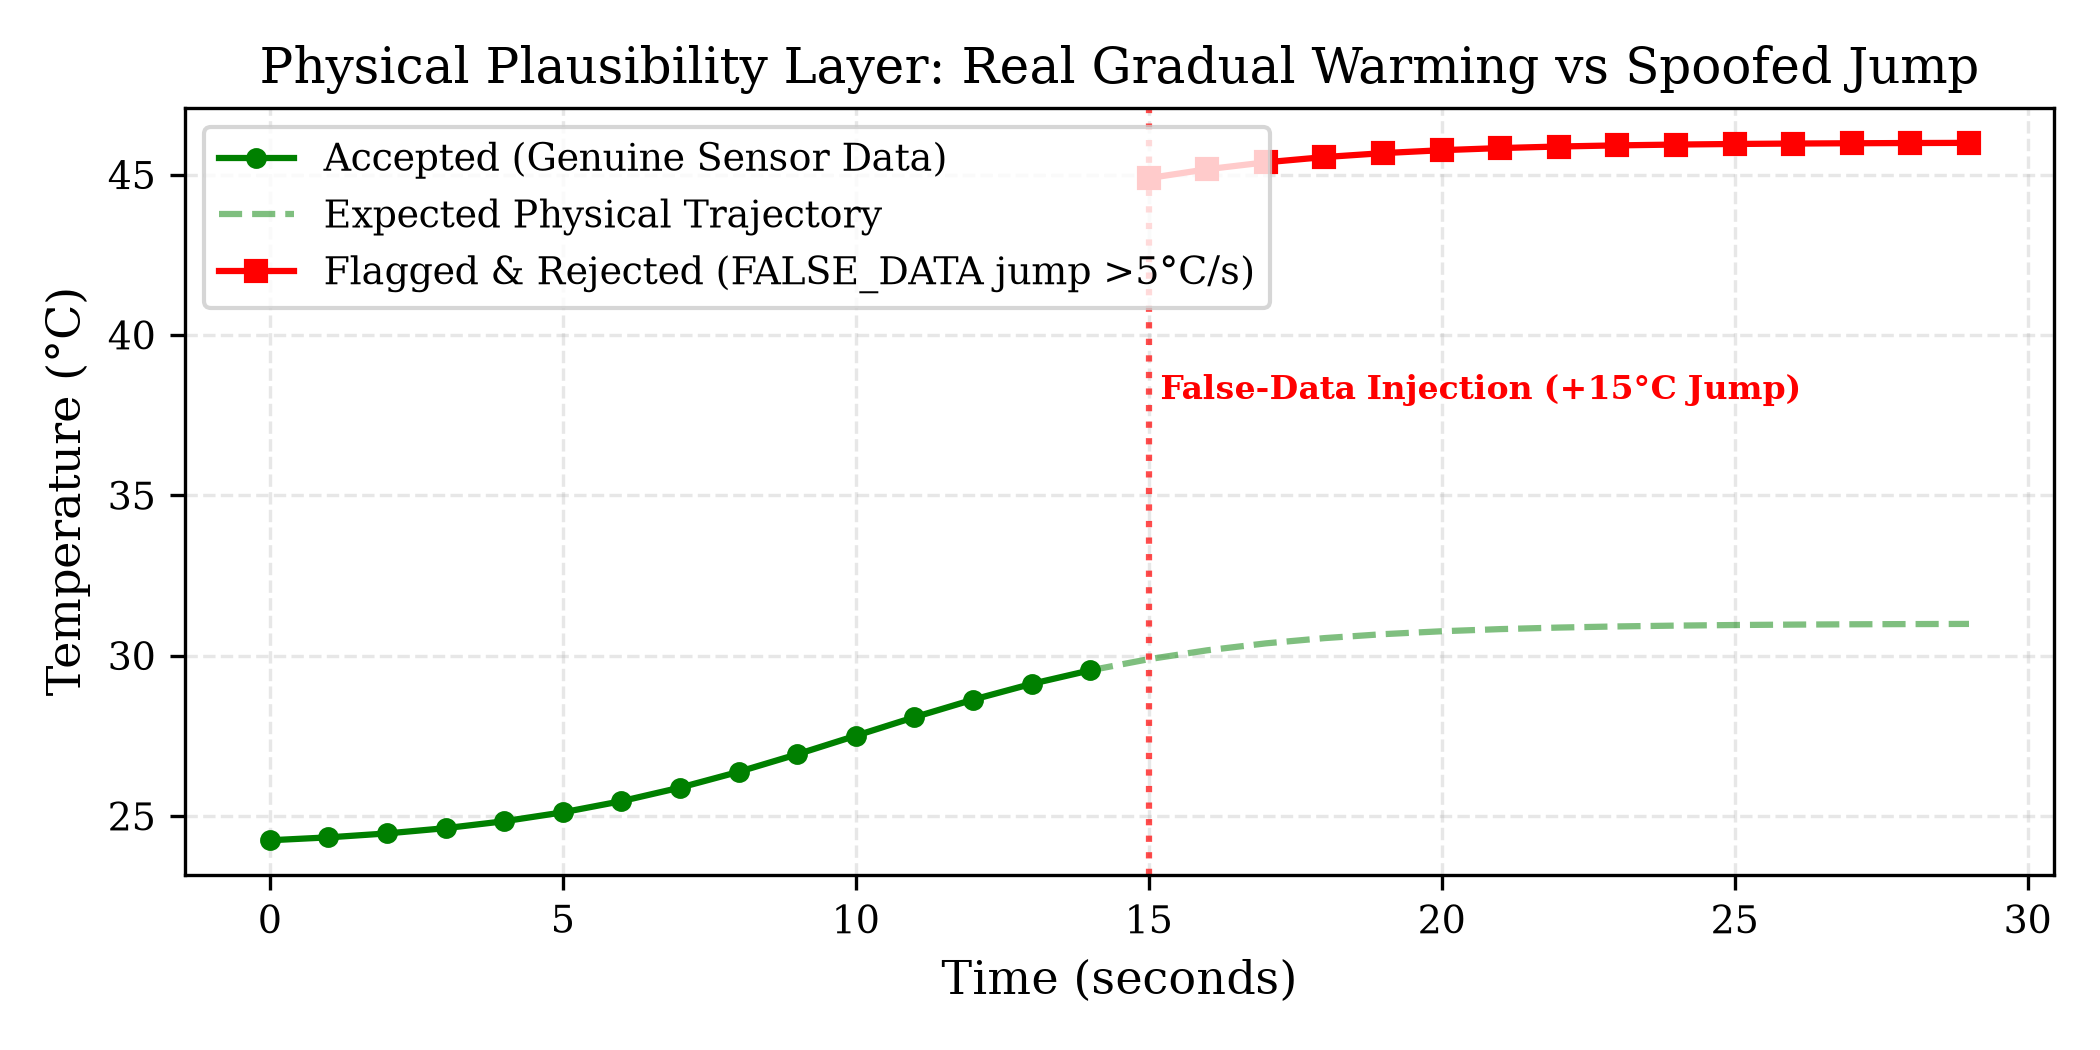 Physical Plausibility Layer: Real Gradual Warming vs Spoofed Jump
Accepted (Genuine Sensor Data)
Expected Physical Trajectory
Flagged & Rejected (FALSE_DATA jump >5°C/s)
False-Data Injection (+15°C Jump)
Temperature (°C)
45
40
35
30
25
0 5 10 15 20 25 30
Time (seconds)